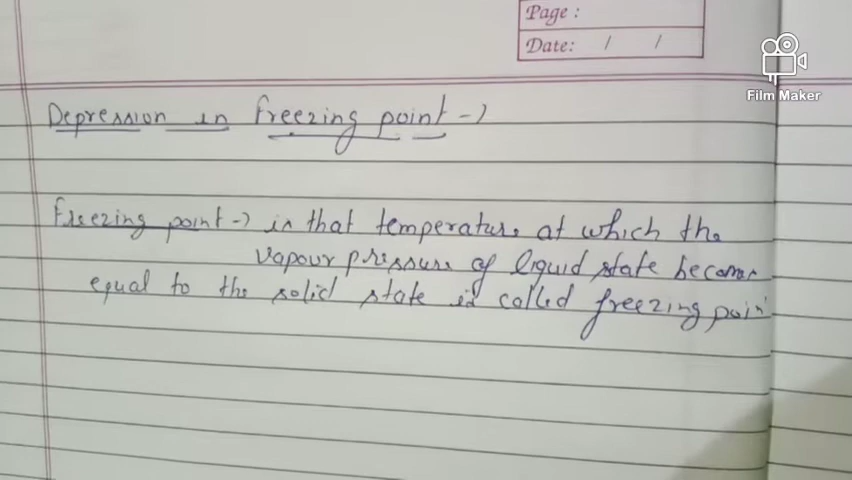 Page :
Date: / /
Film Maker
Depression in freezing point →
freezing point → is that temperature at which the
vapour pressure of liquid state becomes
equal to the solid state is called freezing point